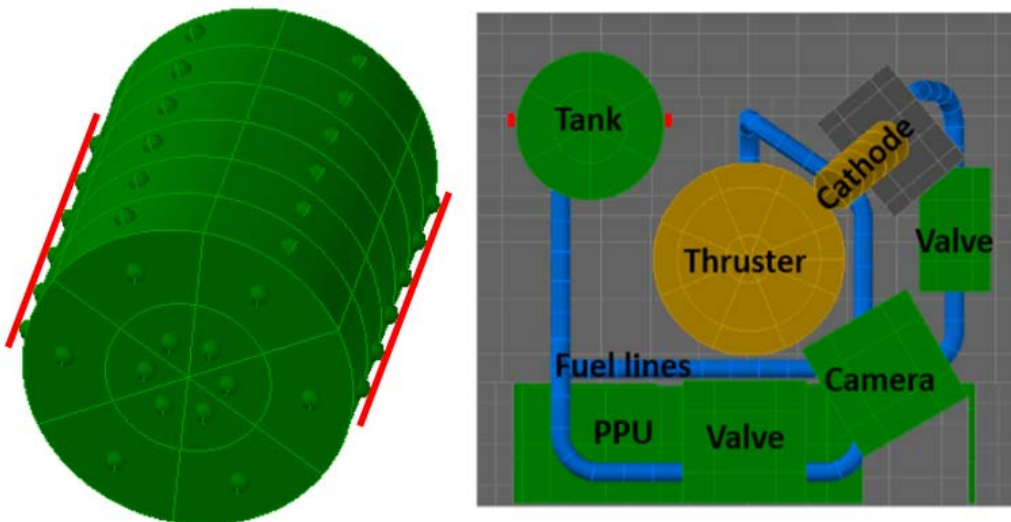 Tank
Cathode
Valve
Thruster
Fuel lines
Camera
PPU
Valve